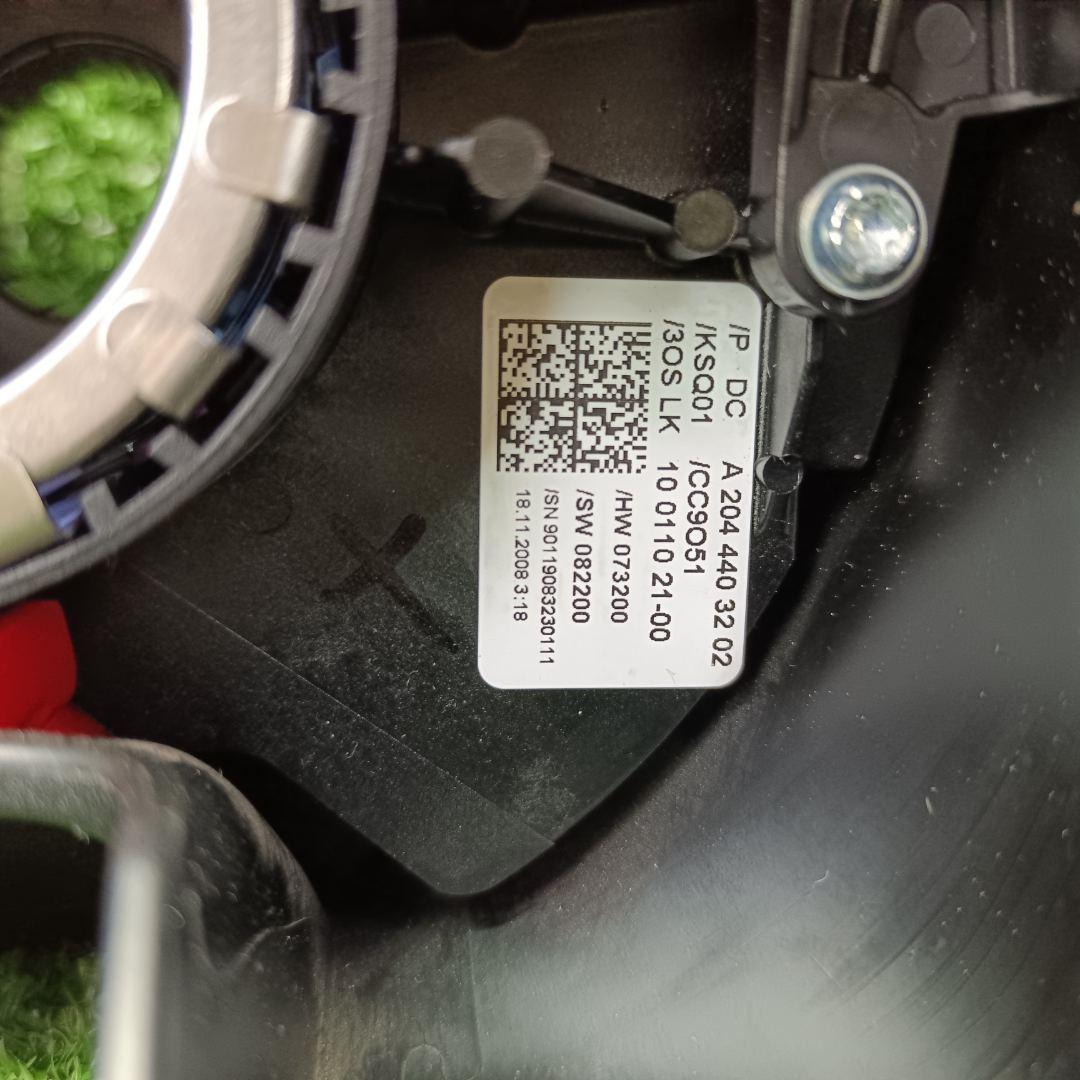 /P DC A 204 440 32 02
/KSQ01 /CC9O51
/3OS LK 10 0110 21-00
/HW 073200
/SW 082200
/SN 90119083230111
18.11.2008 3:18